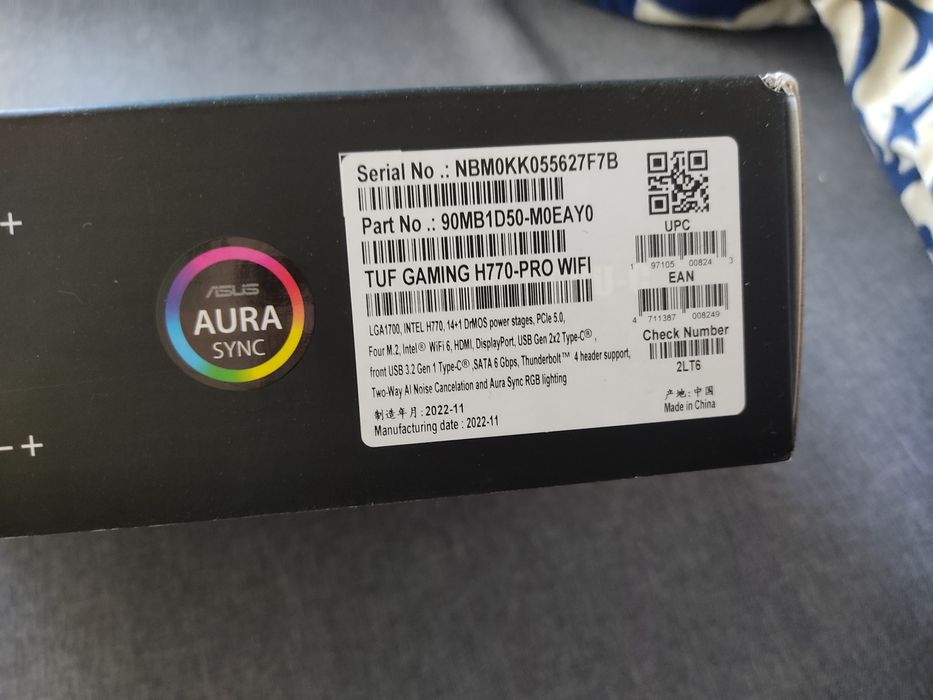 +
– +
ASUS
AURA
SYNC
Serial No .: NBM0KK055627F7B
Part No .: 90MB1D50-M0EAY0
TUF GAMING H770-PRO WIFI
LGA1700, INTEL H770, 14+1 DrMOS power stages, PCIe 5.0,
Four M.2, Intel® WiFi 6, HDMI, DisplayPort, USB Gen 2x2 Type-C® ,
front USB 3.2 Gen 1 Type-C® ,SATA 6 Gbps, Thunderbolt™ 4 header support,
Two-Way AI Noise Cancelation and Aura Sync RGB lighting
制造年月: 2022-11
Manufacturing date : 2022-11
UPC
1 97105 00824 3
EAN
4 711387 008249
Check Number
2LT6
产地: 中国
Made in China